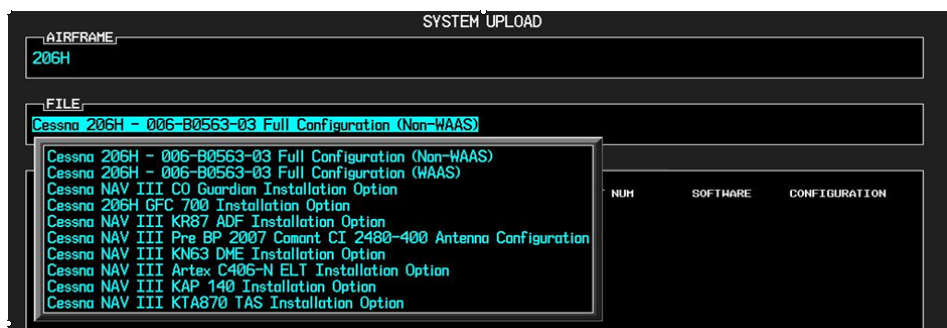 SYSTEM UPLOAD
AIRFRAME
206H
FILE
Cessna 206H - 006-B0563-03 Full Configuration (Non-WAAS)
Cessna 206H - 006-B0563-03 Full Configuration (Non-WAAS)
Cessna 206H - 006-B0563-03 Full Configuration (WAAS)
Cessna NAV III CO Guardian Installation Option
Cessna 206H GFC 700 Installation Option
Cessna NAV III KR87 ADF Installation Option
Cessna NAV III Pre BP 2007 Comant CI 2480-400 Antenna Configuration
Cessna NAV III KN63 DME Installation Option
Cessna NAV III Artex C406-N ELT Installation Option
Cessna NAV III KAP 140 Installation Option
Cessna NAV III KTA870 TAS Installation Option
NUM SOFTWARE CONFIGURATION